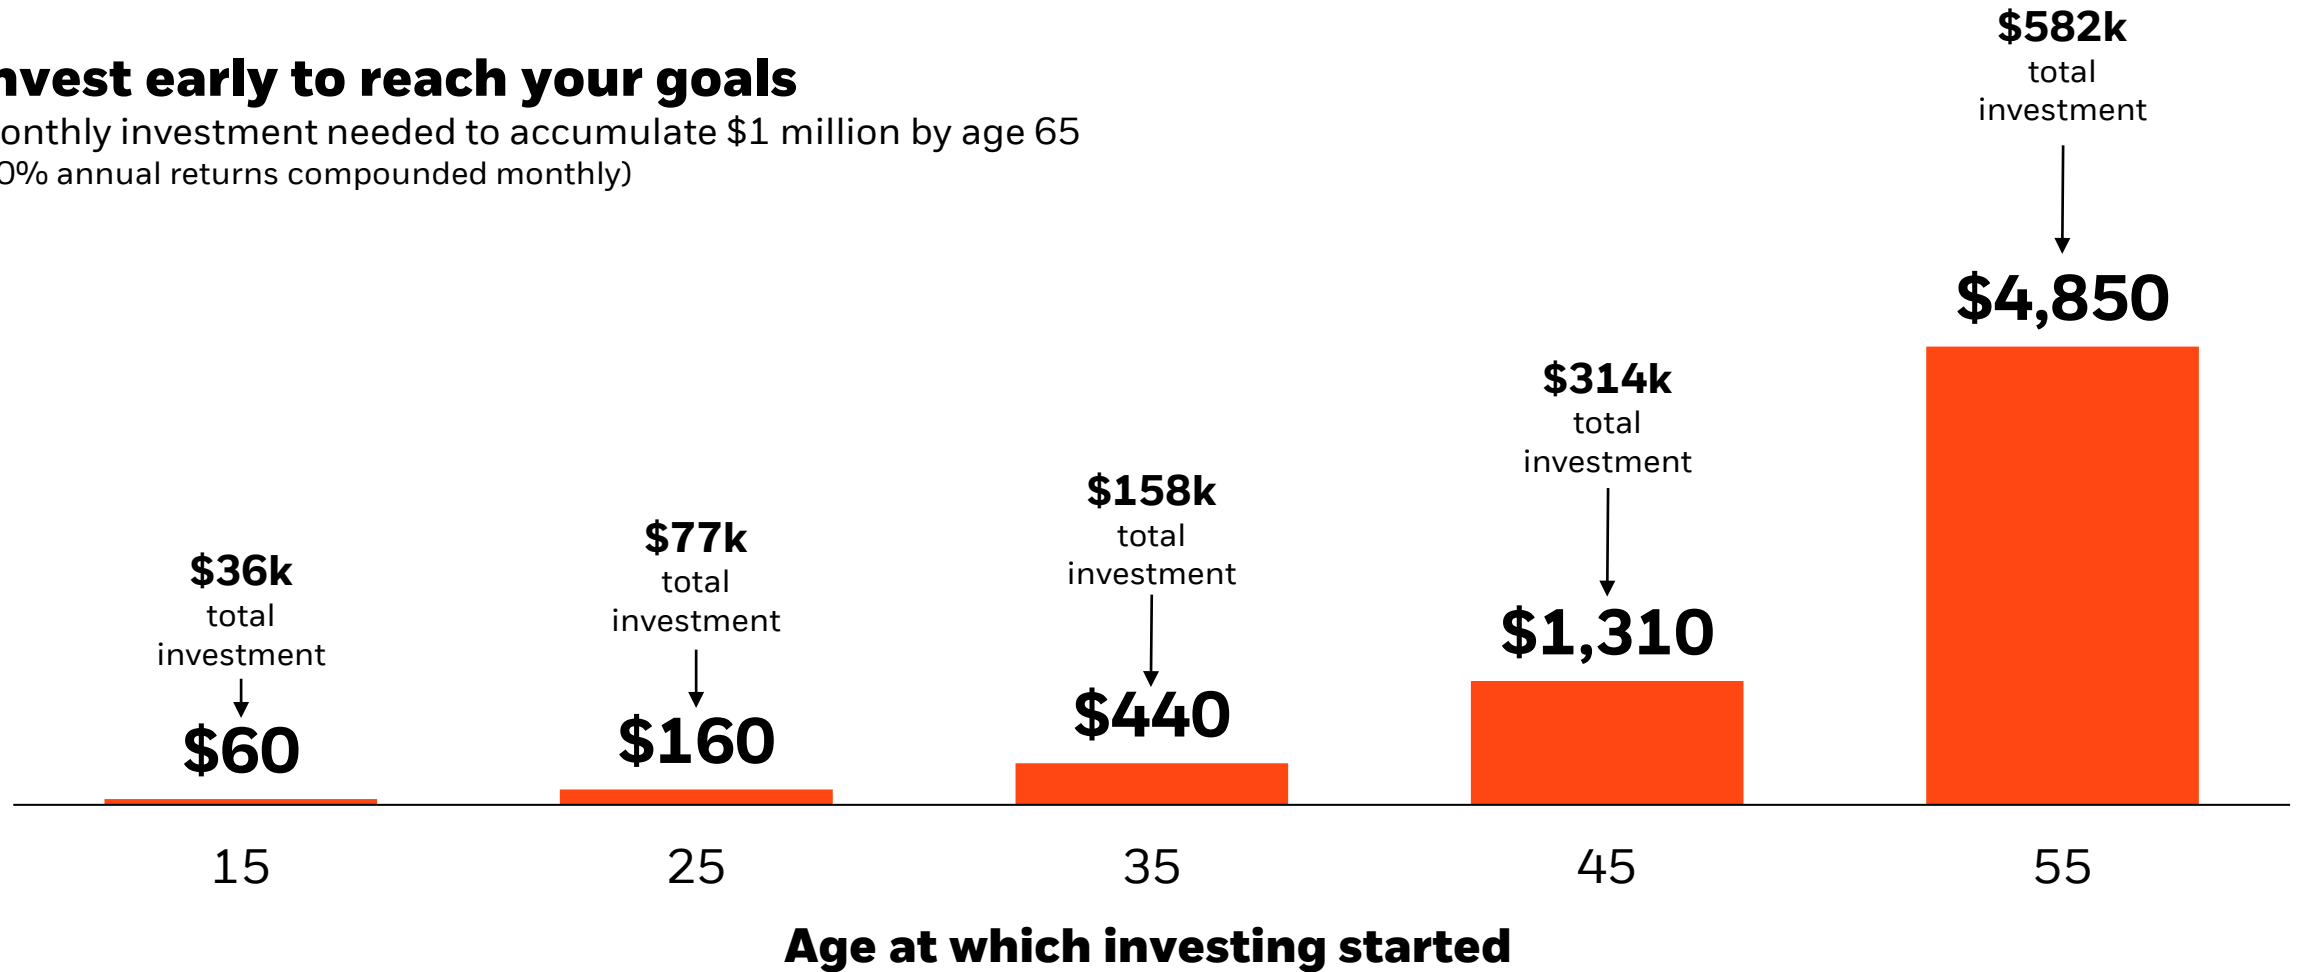 nvest early to reach your goals
onthly investment needed to accumulate $1 million by age 65
0% annual returns compounded monthly)
$582k
total
investment
$4,850
$314k
total
investment
$1,310
$158k
total
investment
$440
$77k
total
investment
$160
$36k
total
investment
$60
15
25
35
45
55
Age at which investing started